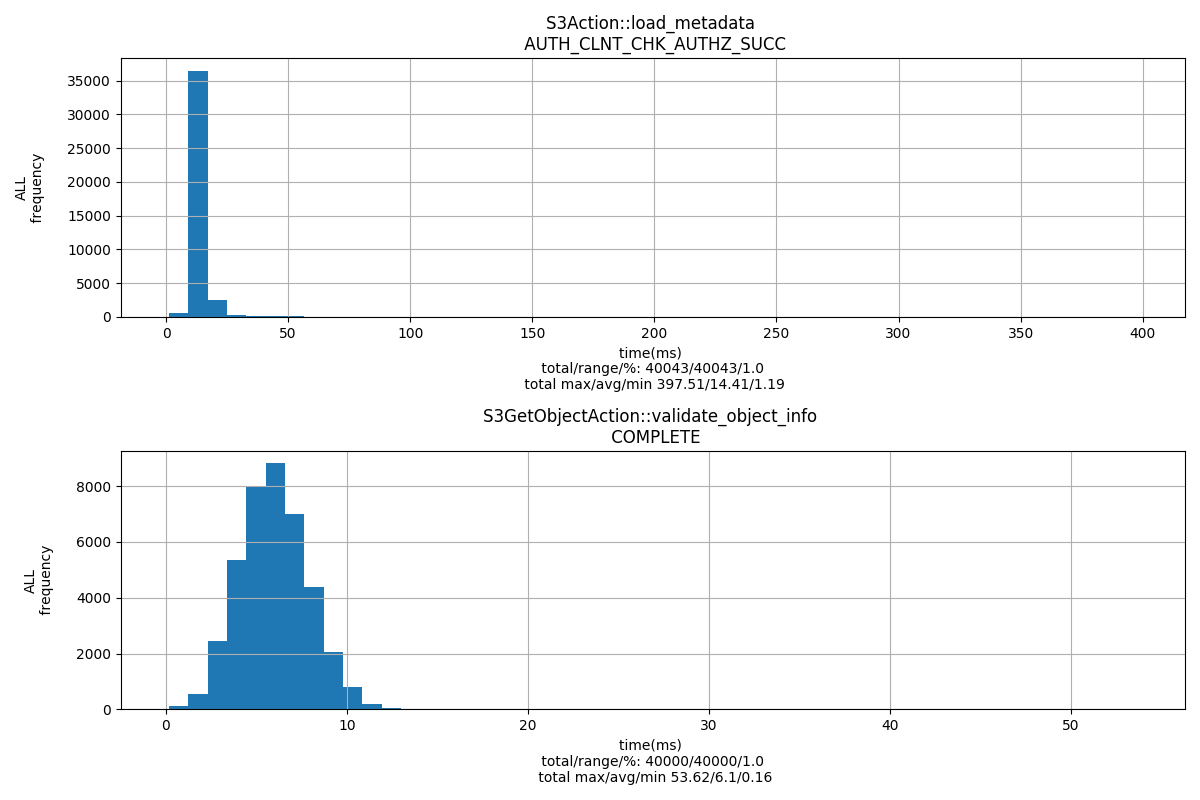 S3Action::load_metadata
AUTH_CLNT_CHK_AUTHZ_SUCC
ALL
frequency
35000
30000
25000
20000
15000
10000
5000
0
0 50 100 150 200 250 300 350 400
time(ms)
total/range/%: 40043/40043/1.0
total max/avg/min 397.51/14.41/1.19
S3GetObjectAction::validate_object_info
COMPLETE
ALL
frequency
8000
6000
4000
2000
0
0 10 20 30 40 50
time(ms)
total/range/%: 40000/40000/1.0
total max/avg/min 53.62/6.1/0.16